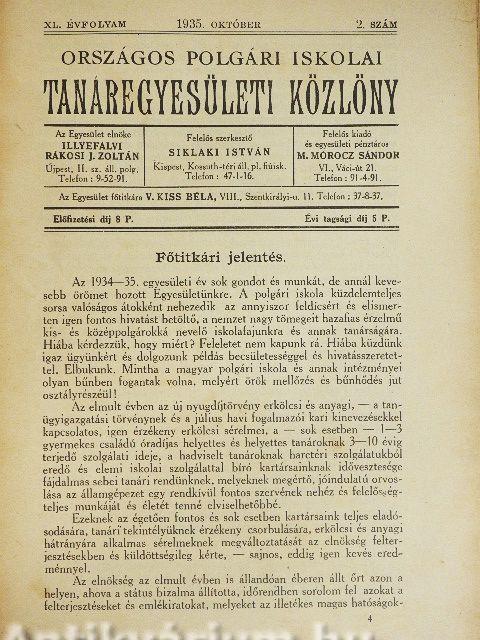 XL. ÉVFOLYAM 1935. OKTÓBER 2. SZÁM
ORSZÁGOS POLGÁRI ISKOLAI
TANÁREGYESÜLETI KÖZLÖNY
Az Egyesület elnöke
ILLYEFALVI
RÁKOSI J. ZOLTÁN
Újpest, II. sz. áll. polg.
Telefon : 9-52-91.
Felelős szerkesztő
SIKLAKI ISTVÁN
Kispest, Kossuth-téri áll. pl. fiúisk.
Telefon : 47-1-16.
Felelős kiadó
és egyesületi pénztáros
M. MOROCZ SÁNDOR
VI., Váci-út 21.
Telefon : 91-4-91.
Az Egyesület főtitkára V. KISS BÉLA, VIII., Szentkirályi-u. 11. Telefon : 37-8-37.
Előfizetési díj 8 P. Évi tagsági díj 5 P.
Főtitkári jelentés.
Az 1934—35. egyesületi év sok gondot és munkát, de annál keve-
sebb örömet hozott Egyesületünkre. A polgári iskola küzdelemteljes
sorsa valóságos átokként nehezedik az annyiszor feldícsért és elismer-
ten igen fontos hivatást betöltő, a nemzet nagy tömegeit hazafias érzelmű
kis- és középpolgárokká nevelő iskolafajunkra és annak tanárságára.
Hiába kérdezzük, hogy miért? Feleletet nem kapunk rá. Hiába küzdünk
igaz ügyünkért és dolgozunk példás becsületességgel és hivatásszeretet-
tel. Elbukunk. Mintha a magyar polgári iskola és annak intézményei
olyan bűnben fogantak volna, melyért örök mellőzés és bűnhödés jut
osztályrészéül!
Az elmult évben az új nyugdíjtörvény erkölcsi és anyagi, — a tan-
ügyigazgatási törvénynek és a július havi fogalmazói kari kinevezésekkel
kapcsolatos, igen érzékeny erkölcsi sérelmei, a — sok esetben — 1—3
gyermekes családú óradíjas helyettes és helyettes tanároknak 3—10 évig
terjedő szolgálati ideje, a hadviselt tanároknak harctéri szolgálatukból
eredő és elemi iskolai szolgálattal bíró kartársainknak idővesztesége
fájdalmas sebei tanári rendünknek, melyeknek megértő, jóindulatú orvos-
lása az államgépezet egy rendkívül fontos szervének nehéz és felelősség-
teljes munkáját és életét tenné elviselhetőbbé.
Ezeknek az égetően fontos és sok esetben kartársaink teljes eladó-
sodására, tanári tekintélyüknek érzékeny csorbulására, erkölcsi és anyagi
hátrányára alkalmas sérelmeknek megváltoztatását az elnökség felter-
jesztésekben és küldöttségileg kérte, — sajnos, eddig igen kevés ered-
ménnyel.
Az elnökség az elmult évben is állandóan éberen állt őrt azon a
helyen, ahova a státus bizalma állította, időrendben sorolom fel azokat a
felterjesztéseket és emlékiratokat, melyeket az illetékes magas hatóságok-
4